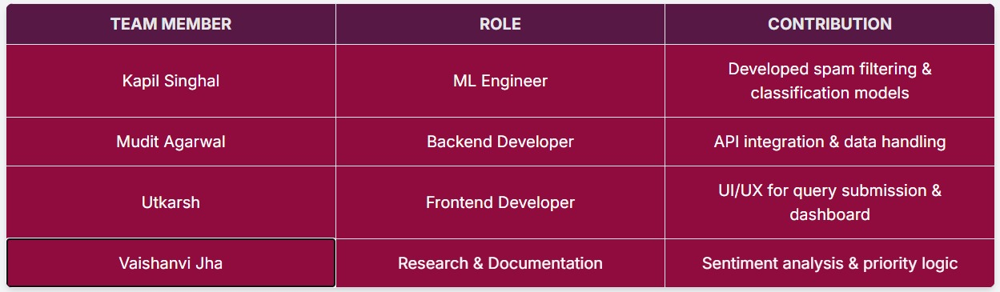 TEAM MEMBER ROLE CONTRIBUTION
Kapil Singhal ML Engineer Developed spam filtering &
classification models
Mudit Agarwal Backend Developer API integration & data handling
Utkarsh Frontend Developer UI/UX for query submission &
dashboard
Vaishanvi Jha Research & Documentation Sentiment analysis & priority logic